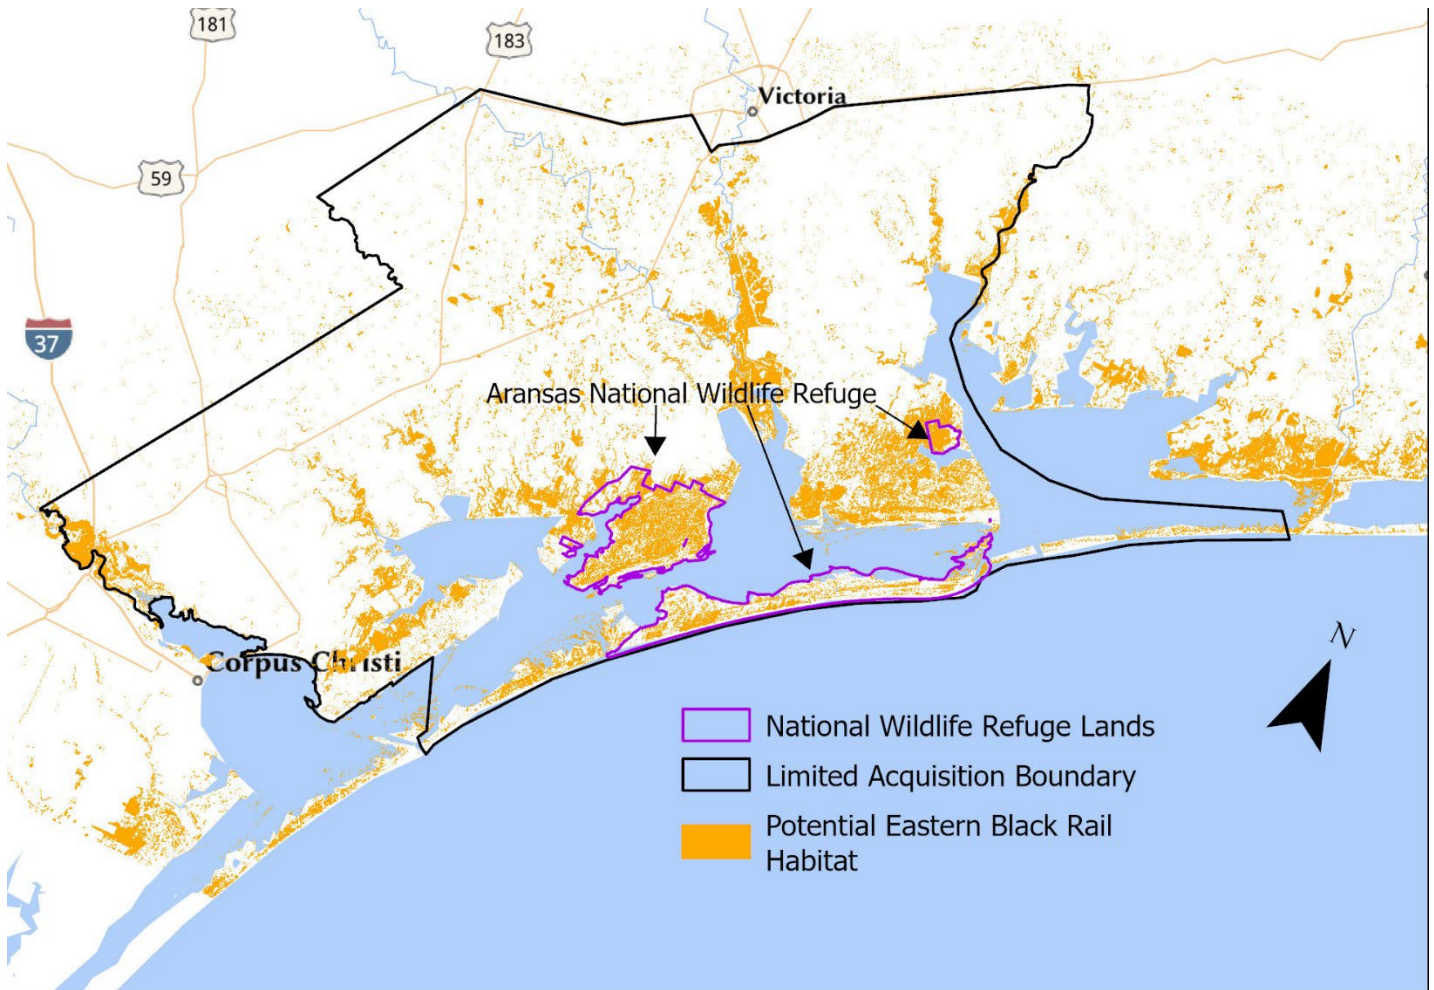 181
183
Victoria
59
37
Aransas National Wildlife Refuge
Corpus Christi
N
National Wildlife Refuge Lands
Limited Acquisition Boundary
Potential Eastern Black Rail
Habitat